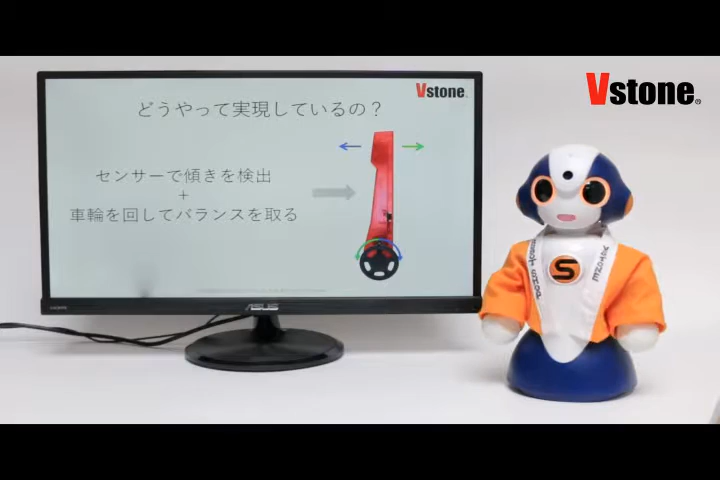 Vstone
どうやって実現しているの？
センサーで傾きを検出
+
車輪を回してバランスを取る
ASUS
Vstone®
S